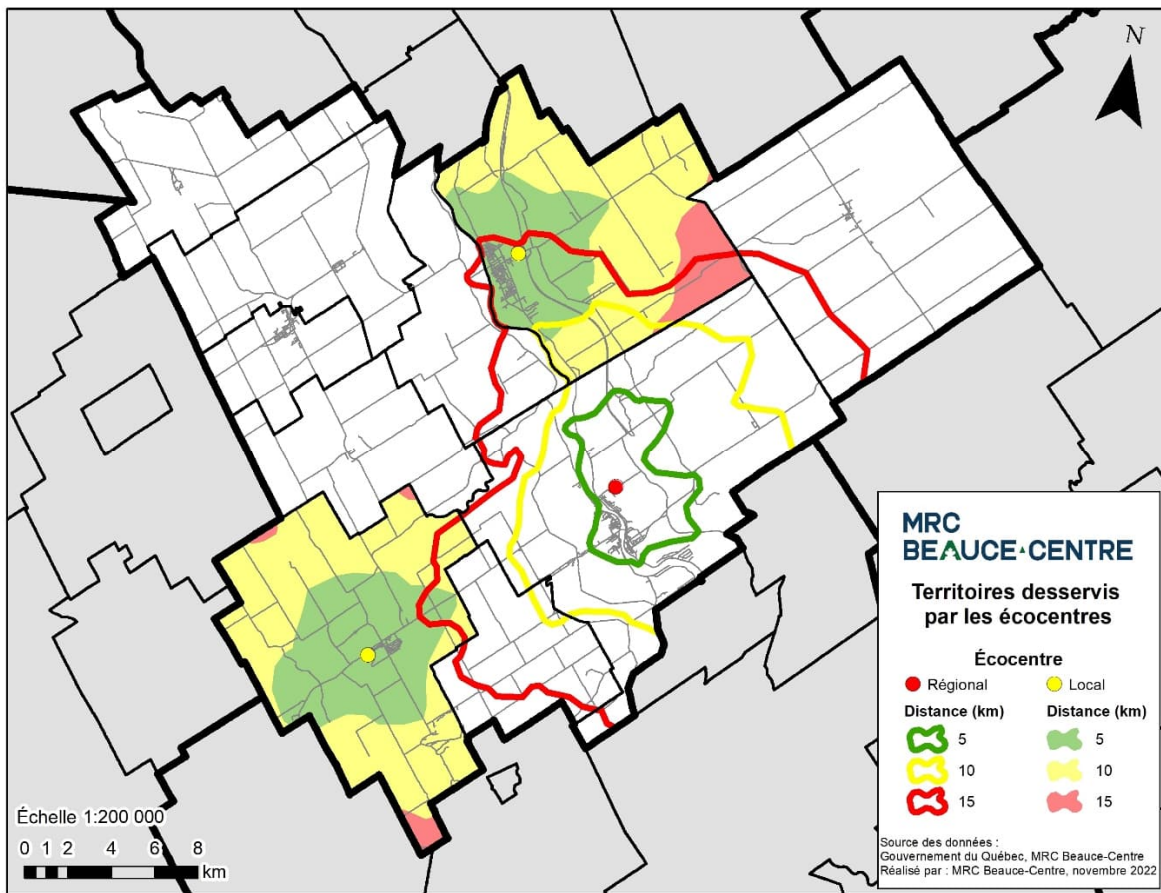 N
MRC
BEAUCE-CENTRE
Territoires desservis
par les écocentres
Écocentre
Régional
Local
Distance (km)
Distance (km)
5
5
10
10
15
15
Source des données :
Gouvernement du Québec, MRC Beauce-Centre
Réalisé par : MRC Beauce-Centre, novembre 2022
Échelle 1:200 000
0 1 2 4 6 8
km